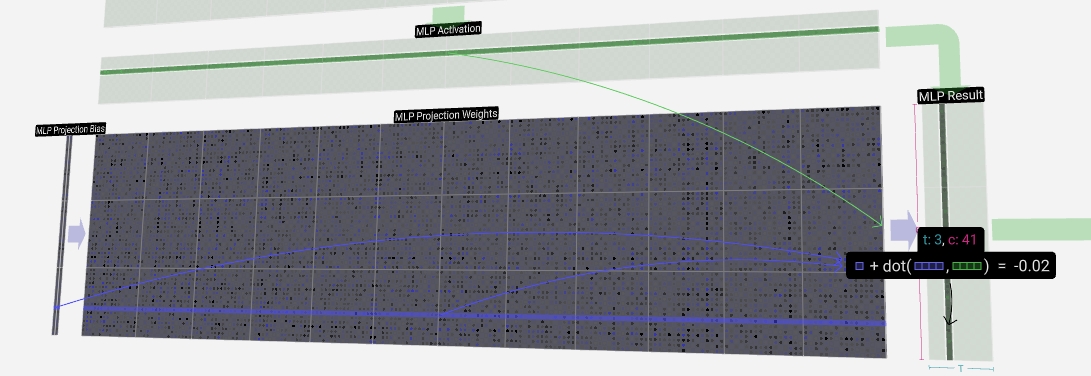 MLP Activation
MLP Result
MLP Projection Weights
MLP Projection Bias
t: 3, c: 41
+ dot( , ) = -0.02
T